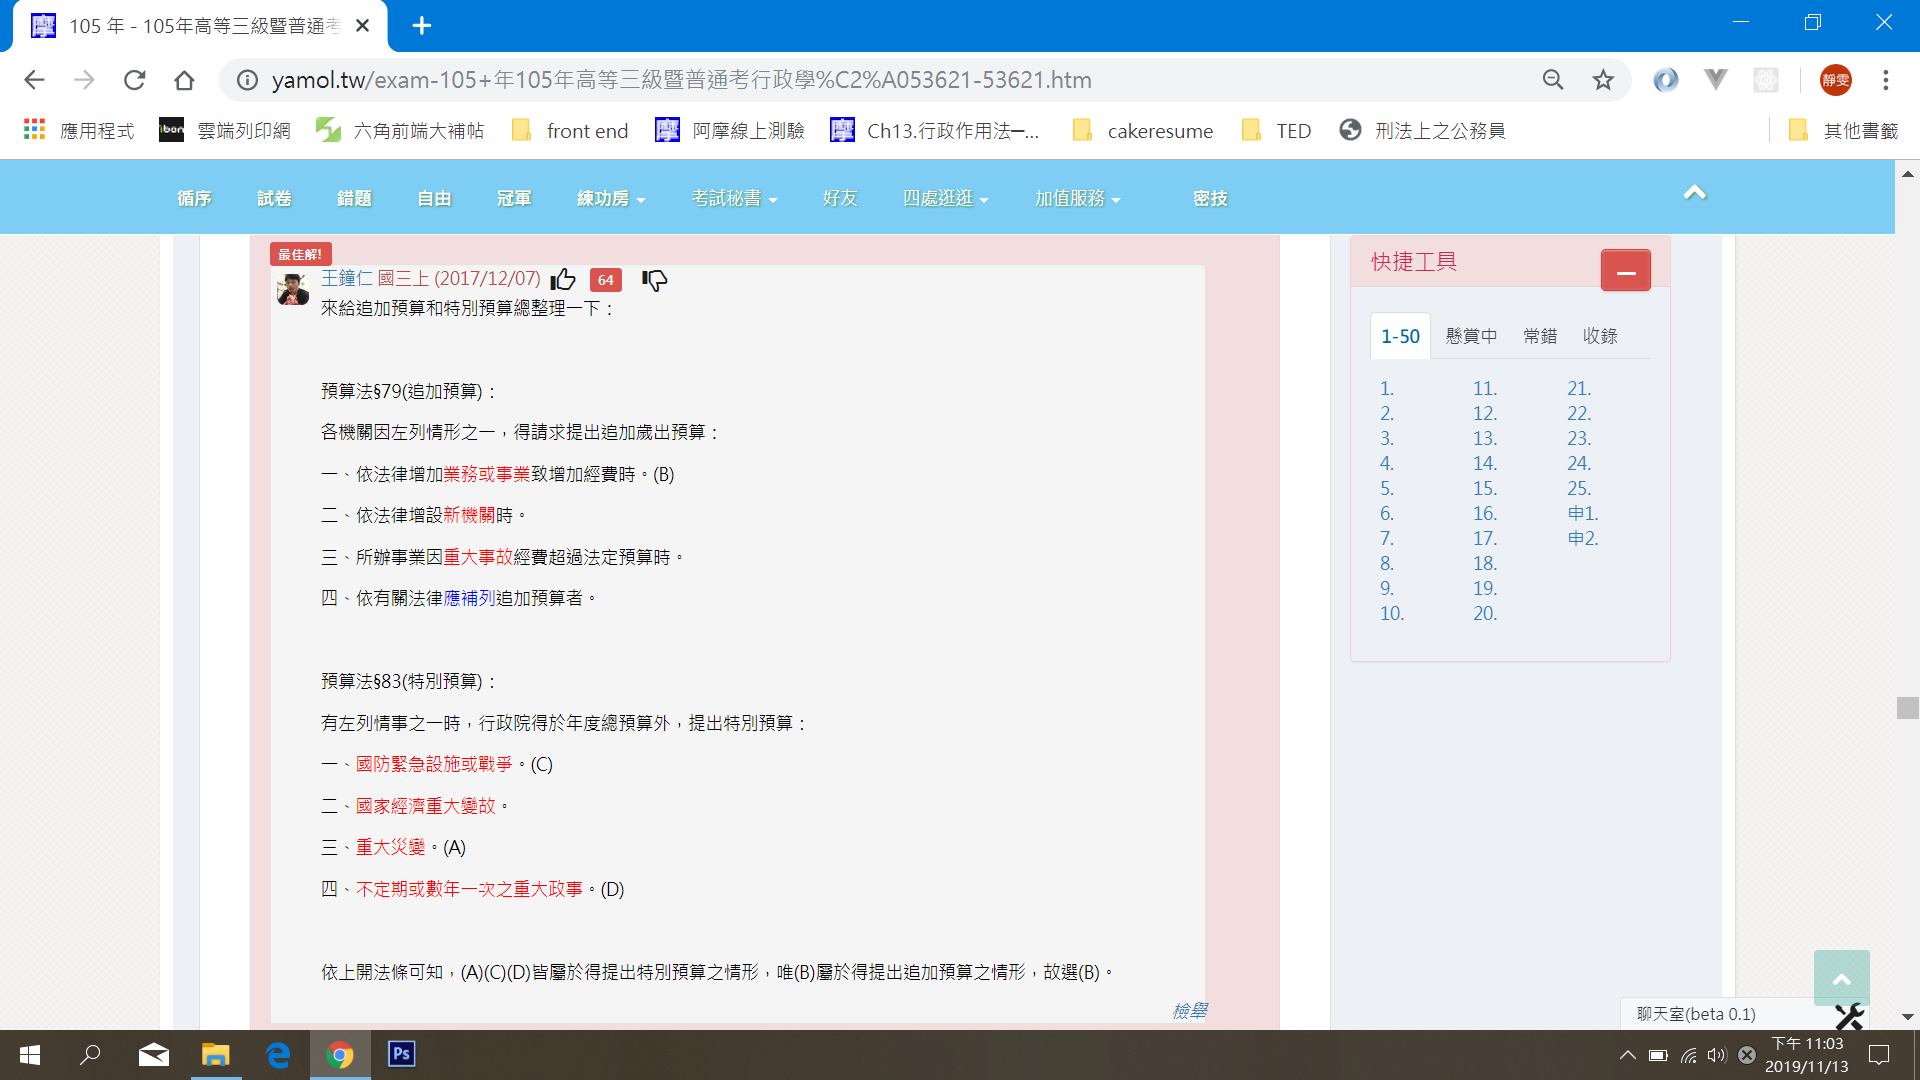 105 年 - 105年高等三級暨普通考
yamol.tw/exam-105+年105年高等三級暨普通考行政學%C2%A053621-53621.htm
靜雯
應用程式
ibon
雲端列印網
六角前端大補帖
front end
阿摩線上測驗
Ch13.行政作用法一...
cakeresume
TED
刑法上之公務員
其他書籤
循序
試卷
錯題
自由
冠軍
練功房
考試秘書
好友
四處逛逛
加值服務
密技
最佳解!
王鐘仁 國三上 (2017/12/07) 64
來給追加預算和特別預算總整理一下：
預算法§79(追加預算)：
各機關因左列情形之一，得請求提出追加歲出預算：
一、依法律增加業務或事業致增加經費時。(B)
二、依法律增設新機關時。
三、所辦事業因重大事故經費超過法定預算時。
四、依有關法律應補列追加預算者。
預算法§83(特別預算)：
有左列情事之一時，行政院得於年度總預算外，提出特別預算：
一、國防緊急設施或戰爭。(C)
二、國家經濟重大變故。
三、重大災變。(A)
四、不定期或數年一次之重大政事。(D)
依上開法條可知，(A)(C)(D)皆屬於得提出特別預算之情形，唯(B)屬於得提出追加預算之情形，故選(B)。
檢舉
快捷工具
1-50 懸賞中 常錯 收錄
1. 11. 21.
2. 12. 22.
3. 13. 23.
4. 14. 24.
5. 15. 25.
6. 16. 申1.
7. 17. 申2.
8. 18.
9. 19.
10. 20.
聊天室(beta 0.1)
Ps
下午 11:03
2019/11/13